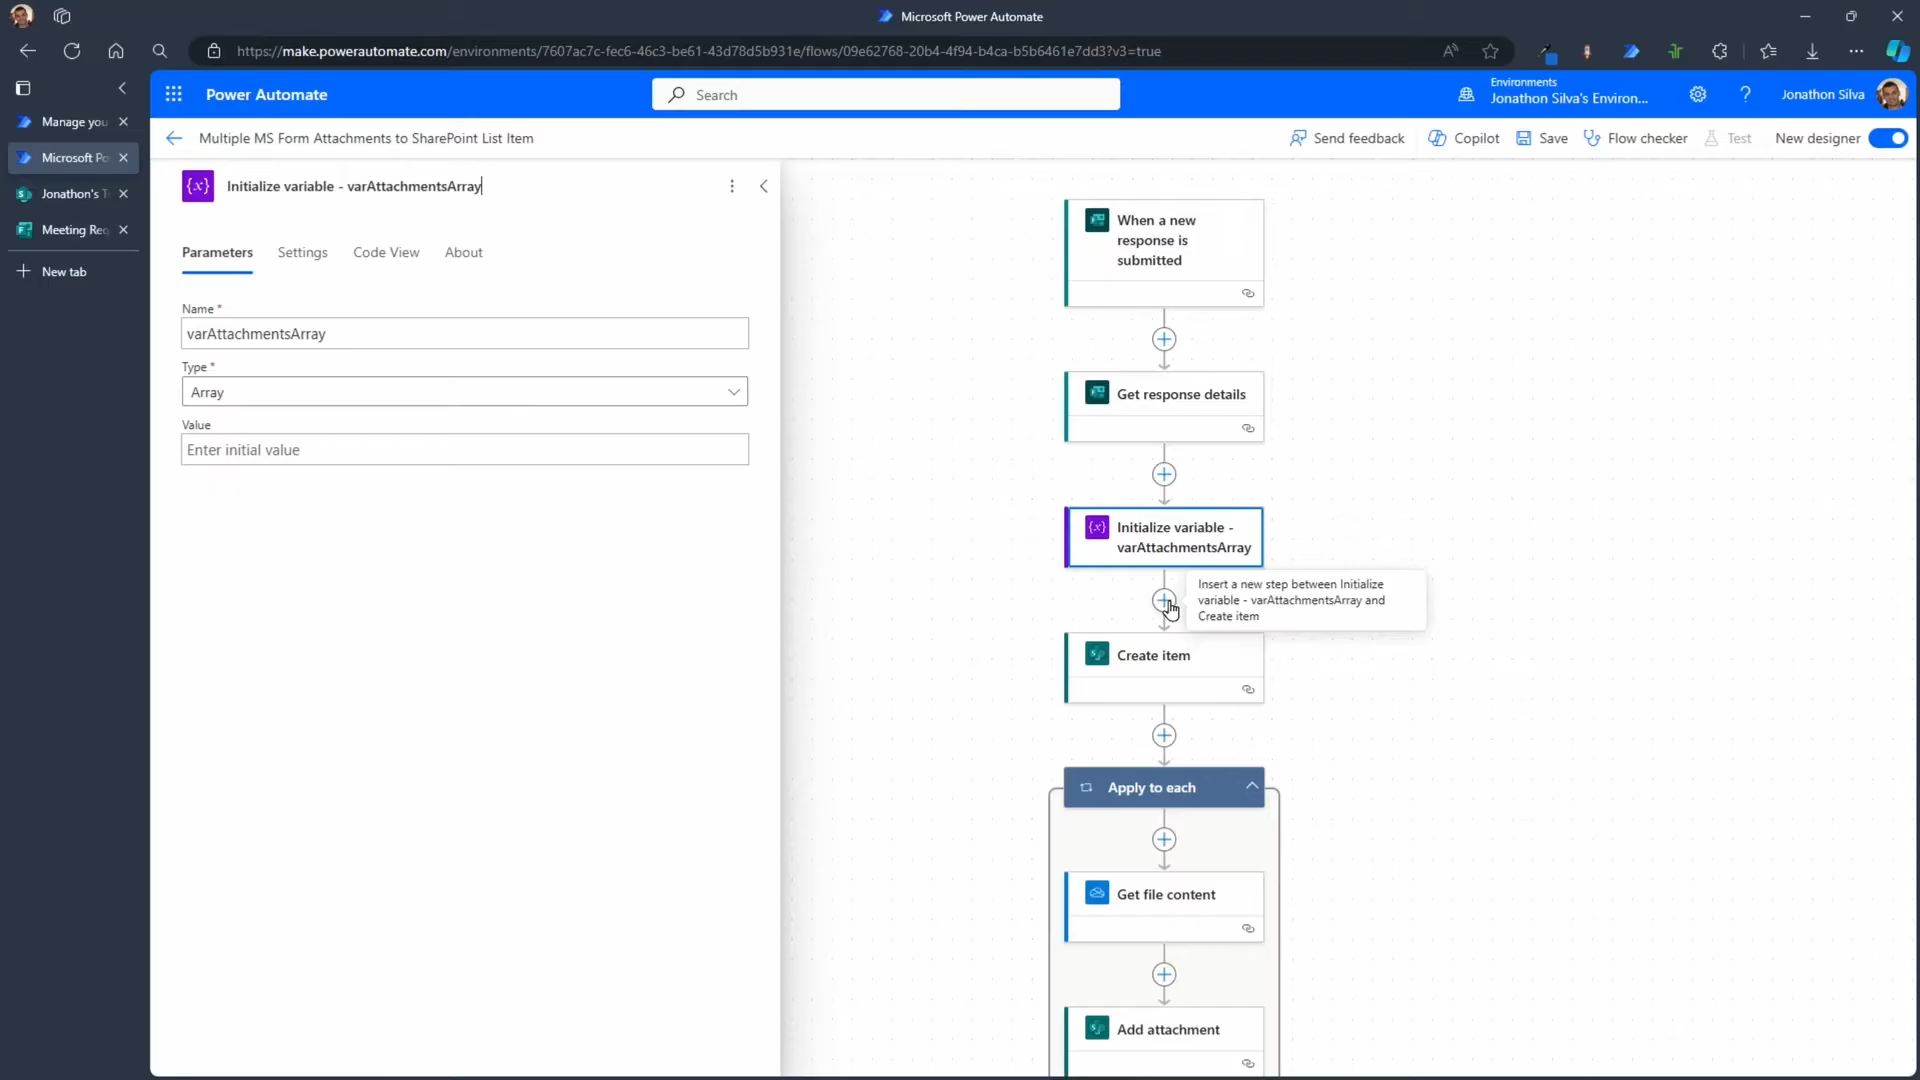 Microsoft Power Automate
https://make.powerautomate.com/environments/7607ac7c-fec6-46c3-be61-43d78d5b931e/flows/09e62768-20b4-4f94-b4ca-b5b6461e7dd3?v3=true
Manage you
Microsoft Po
Jonathon's T
Meeting Req
New tab
Power Automate
Search
Environments
Jonathon Silva's Environ...
?
Jonathon Silva
Multiple MS Form Attachments to SharePoint List Item
Send feedback
Copilot
Save
Flow checker
Test
New designer
{x}
Initialize variable - varAttachmentsArray
Parameters
Settings
Code View
About
Name *
varAttachmentsArray
Type *
Array
Value
Enter initial value
When a new
response is
submitted
Get response details
{x}
Initialize variable -
varAttachmentsArray
Insert a new step between Initialize
variable - varAttachmentsArray and
Create item
Create item
Apply to each
Get file content
Add attachment